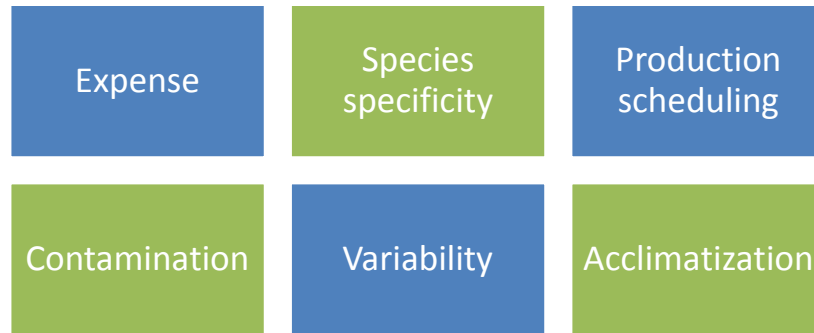 Expense
Species
specificity
Production
scheduling
Contamination
Variability
Acclimatization